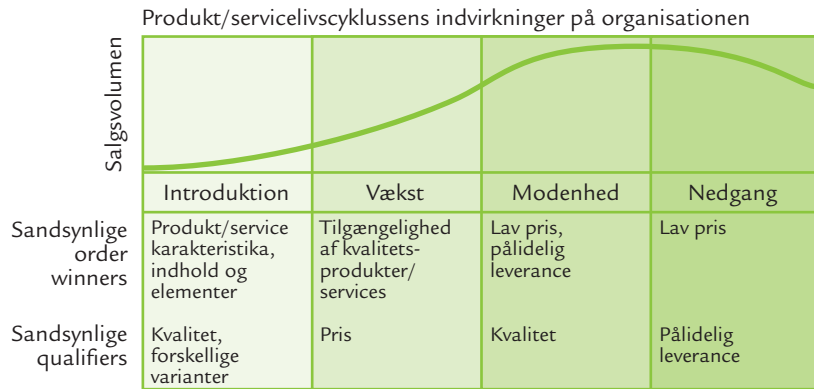 Produkt/servicelivscyklussens indvirkninger på organisationen
Salgsvolumen
Introduktion
Vækst
Modenhed
Nedgang
Sandsynlige
order
winners
Produkt/service
karakteristika,
indhold og
elementer
Tilgængelighed
af kvalitets-
produkter/
services
Lav pris,
pålidelig
leverance
Lav pris
Sandsynlige
qualifiers
Kvalitet,
forskellige
varianter
Pris
Kvalitet
Pålidelig
leverance